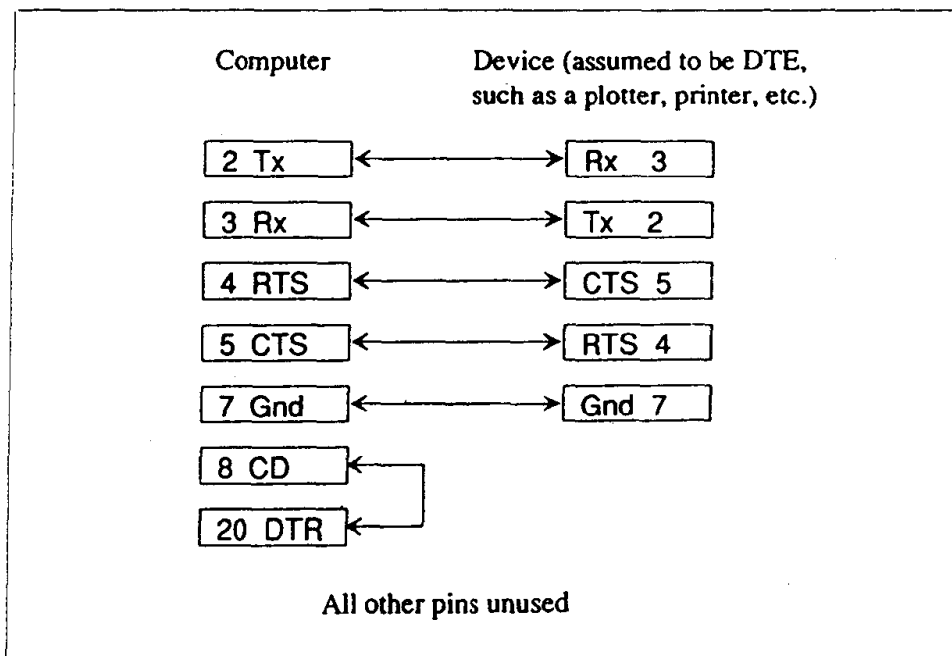 Computer
Device (assumed to be DTE,
such as a plotter, printer, etc.)
2 Tx
Rx 3
3 Rx
Tx 2
4 RTS
CTS 5
5 CTS
RTS 4
7 Gnd
Gnd 7
8 CD
20 DTR
All other pins unused